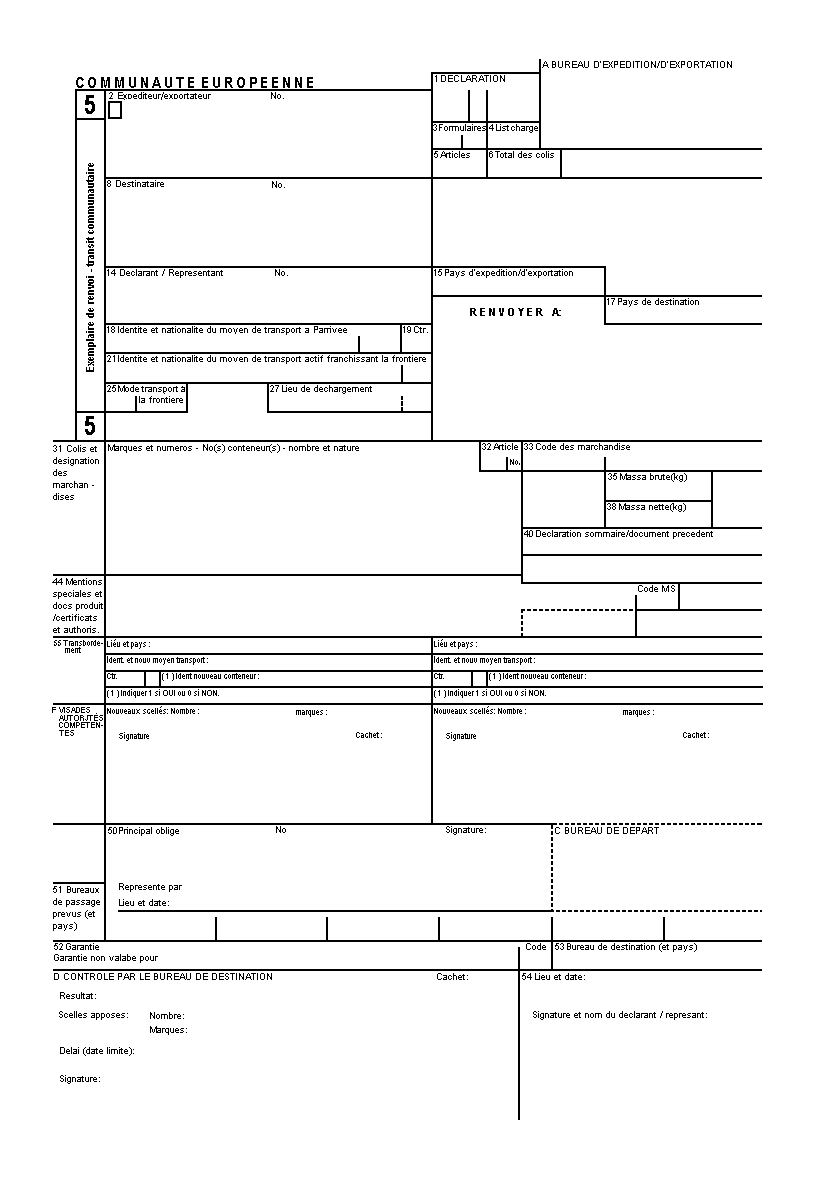 A BUREAU D'EXPEDITION/D'EXPORTATION
COMMUNAUTE EUROPEENNE
1 DECLARATION
5
2 Expediteur/exportateur No.
3 Formulaires 4 List charge
5 Articles 6 Total des colis
Exemplaire de renvoi - transit communautaire
8 Destinataire No.
14 Declarant / Representant No.
15 Pays d'expedition/d'exportation
17 Pays de destination
RENVOYER A:
18 Identite et nationalite du moyen de transport a P'arrivee 19 Ctr.
21 Identite et nationalite du moyen de transport actif franchissant la frontiere
25 Mode transport a
la frontiere
27 Lieu de dechargement
5
31 Colis et
designation
des
marchan -
dises
Marques et numeros - No(s) conteneur(s) - nombre et nature
32 Article
No.
33 Code des marchandise
35 Massa brute(kg)
38 Massa nette(kg)
40 Declaration sommaire/document precedent
44 Mentions
speciales et
docs produit
/certificats
et authoris.
Code MS
55 Transborde-
ment
Liéu et pays :
Ident. et nouv moyen transport :
Ctr. (1) Ident nouveau conteneur :
(1) Indiquer 1 si OUI ou 0 si NON.
Liéu et pays :
Ident. et nouv moyen transport :
Ctr. (1) Ident nouveau conteneur :
(1) Indiquer 1 si OUI ou 0 si NON.
F VISADES
AUTORITÉS
COMPÉTEN-
TES
Nouveaux scellés: Nombre : marques :
Signature Cachet :
Nouveaux scellés: Nombre : marques :
Signature Cachet :
50 Principal oblige No Signature:
C BUREAU DE DEPART
Represente par
Lieu et date:
51 Bureaux
de passage
prevus (et
pays)
52 Garantie
Garantie non valabe pour
Code
53 Bureau de destination (et pays)
D CONTROLE PAR LE BUREAU DE DESTINATION Cachet:
Resultat:
Scelles apposes: Nombre:
Marques:
Delai (date limite):
Signature:
54 Lieu et date:
Signature et nom du declarant / represant: